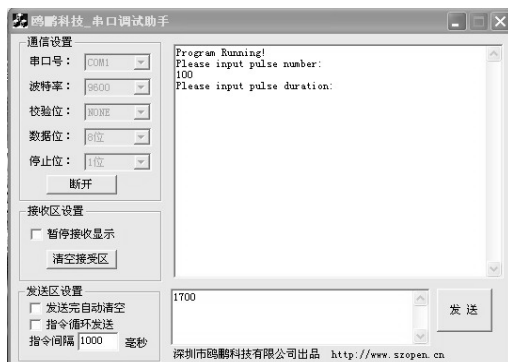 鸥鹏科技_串口调试助手
通信设置
串口号： COM1
波特率： 9600
校验位： NONE
数据位： 8位
停止位： 1位
断开
接收区设置
暂停接收显示
清空接受区
发送区设置
发送完自动清空
指令循环发送
指令间隔 1000 毫秒
Program Running!
Please input pulse number:
100
Please input pulse duration:
1700
发 送
深圳市鸥鹏科技有限公司出品 http://www.szopen.cn